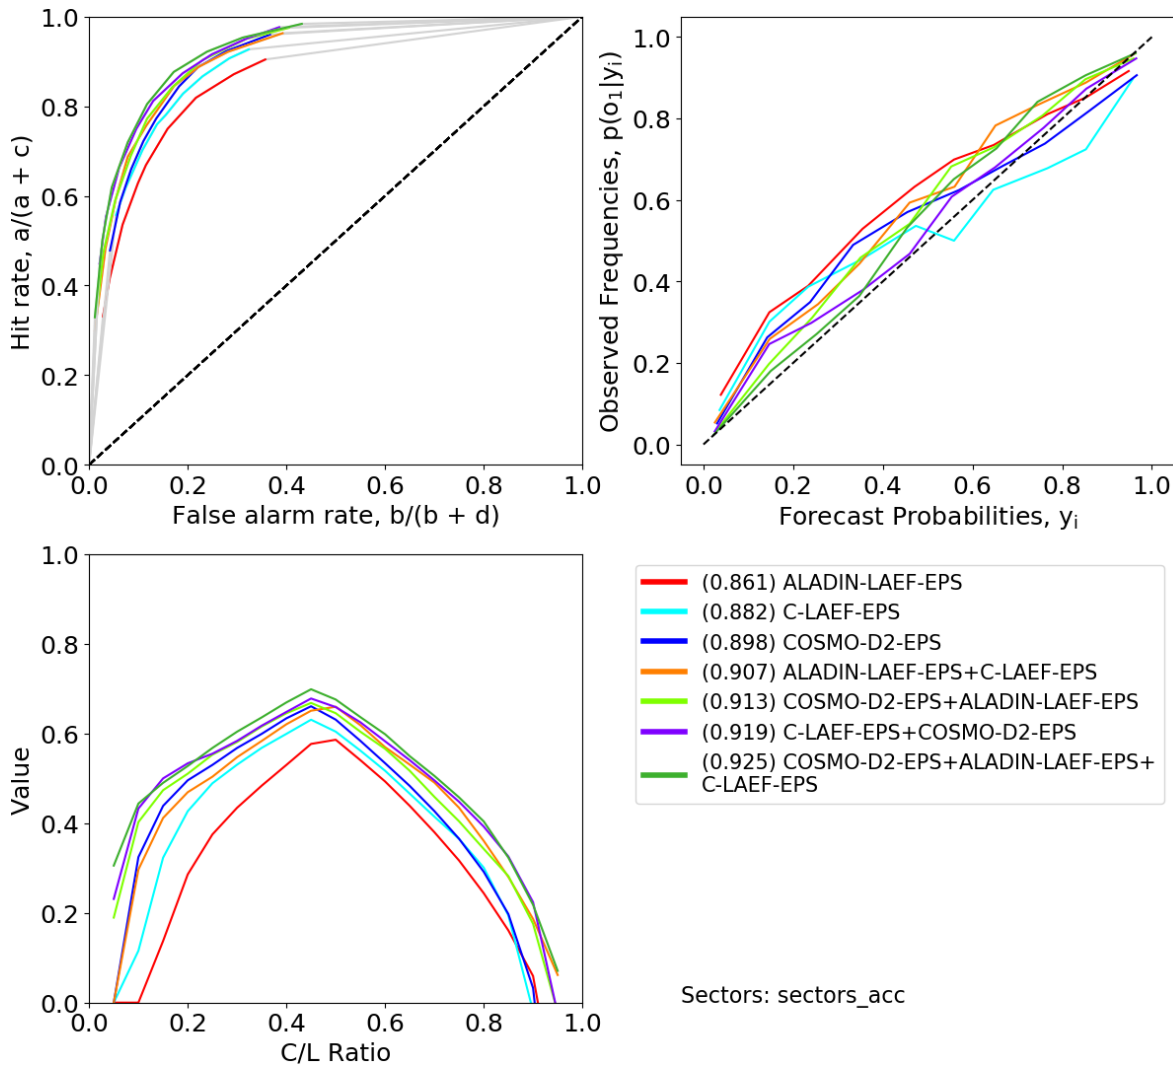 1.0
0.8
0.6
0.4
0.2
0.0
Hit rate, a/(a + c)
0.0 0.2 0.4 0.6 0.8 1.0
False alarm rate, b/(b + d)
1.0
0.8
0.6
0.4
0.2
0.0
Observed Frequencies, p(o₁|yᵢ)
0.0 0.2 0.4 0.6 0.8 1.0
Forecast Probabilities, yᵢ
1.0
0.8
0.6
0.4
0.2
0.0
Value
0.0 0.2 0.4 0.6 0.8 1.0
C/L Ratio
(0.861) ALADIN-LAEF-EPS
(0.882) C-LAEF-EPS
(0.898) COSMO-D2-EPS
(0.907) ALADIN-LAEF-EPS+C-LAEF-EPS
(0.913) COSMO-D2-EPS+ALADIN-LAEF-EPS
(0.919) C-LAEF-EPS+COSMO-D2-EPS
(0.925) COSMO-D2-EPS+ALADIN-LAEF-EPS+
C-LAEF-EPS
Sectors: sectors_acc